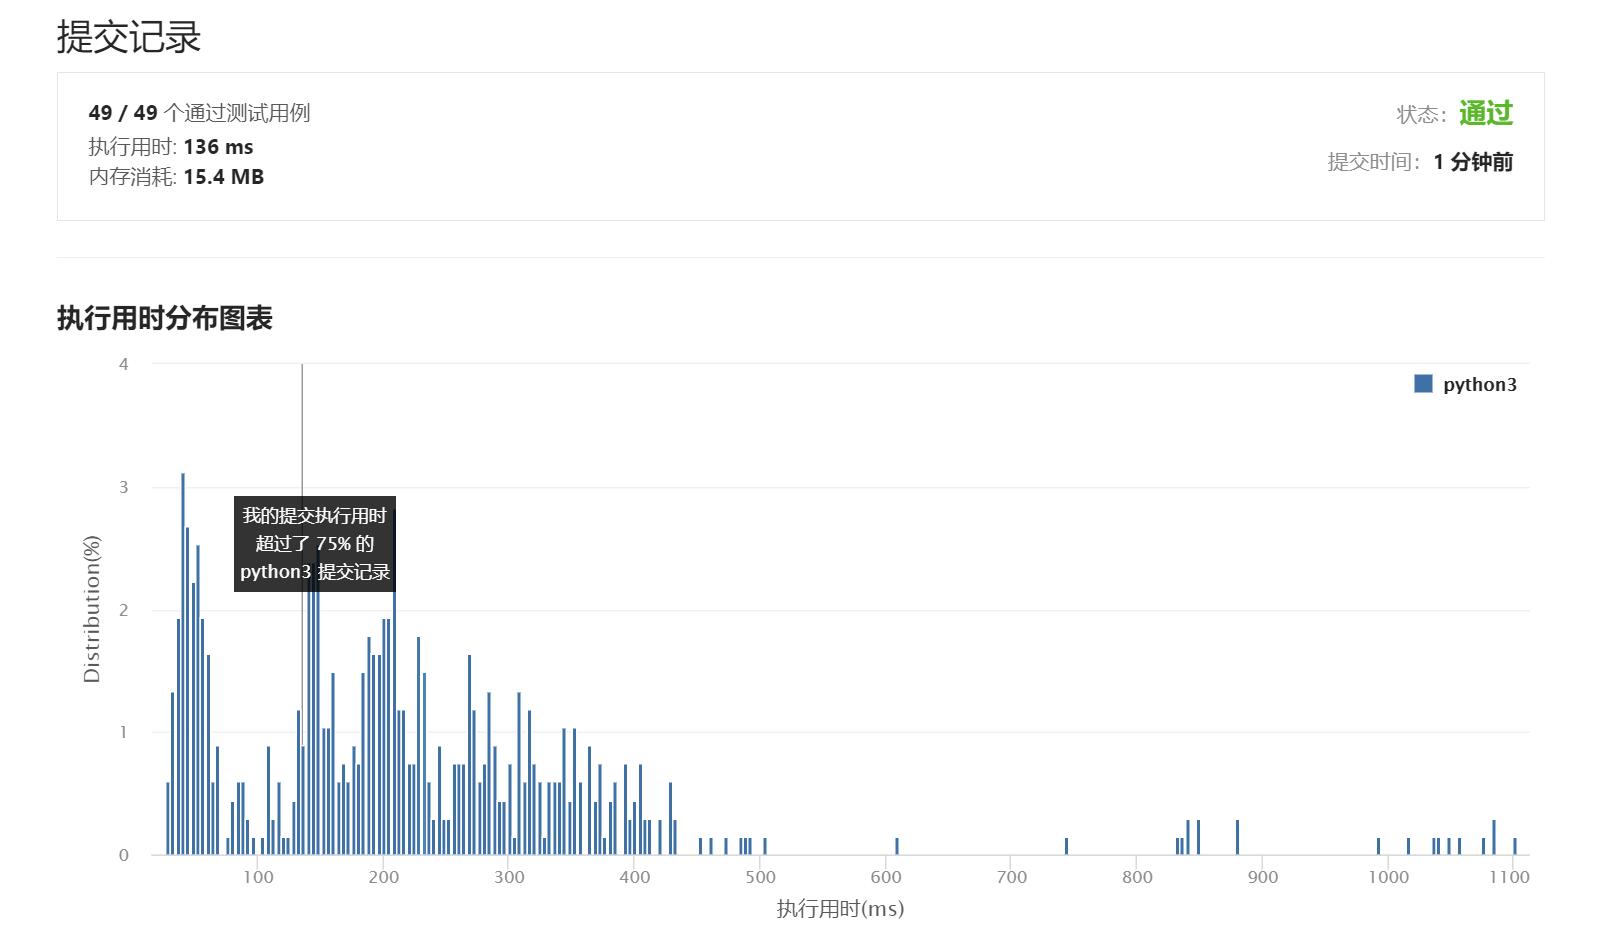 提交记录
49 / 49 个通过测试用例
状态：通过
执行用时: 136 ms
提交时间：1 分钟前
内存消耗: 15.4 MB
执行用时分布图表
4
python3
3
我的提交执行用时
超过了 75% 的
python3 提交记录
Distribution(%)
2
1
0
100 200 300 400 500 600 700 800 900 1000 1100
执行用时(ms)